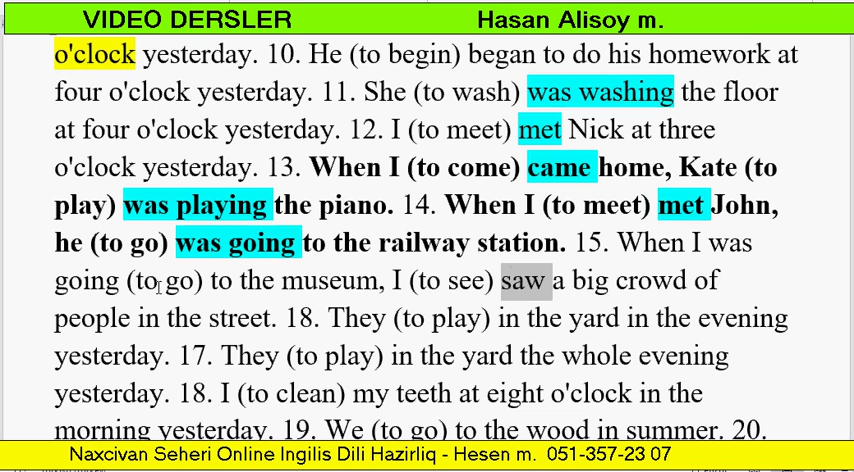 VIDEO DERSLER Hasan Alisoy m.
o'clock yesterday. 10. He (to begin) began to do his homework at
four o'clock yesterday. 11. She (to wash) was washing the floor
at four o'clock yesterday. 12. I (to meet) met Nick at three
o'clock yesterday. 13. When I (to come) came home, Kate (to
play) was playing the piano. 14. When I (to meet) met John,
he (to go) was going to the railway station. 15. When I was
going (to go) to the museum, I (to see) saw a big crowd of
people in the street. 18. They (to play) in the yard in the evening
yesterday. 17. They (to play) in the yard the whole evening
yesterday. 18. I (to clean) my teeth at eight o'clock in the
morning yesterday. 19. We (to go) to the wood in summer. 20.
Naxcivan Seheri Online Ingilis Dili Hazirliq - Hesen m. 051-357-23 07